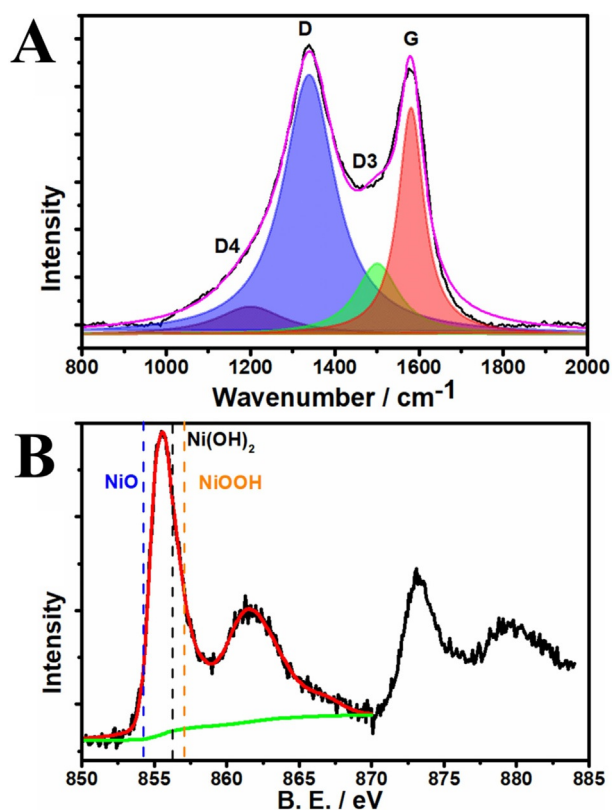 A
D
G
D3
D4
Intensity
800 1000 1200 1400 1600 1800 2000
Wavenumber / cm-1
B
Ni(OH)2
NiO
NiOOH
Intensity
850 855 860 865 870 875 880 885
B. E. / eV